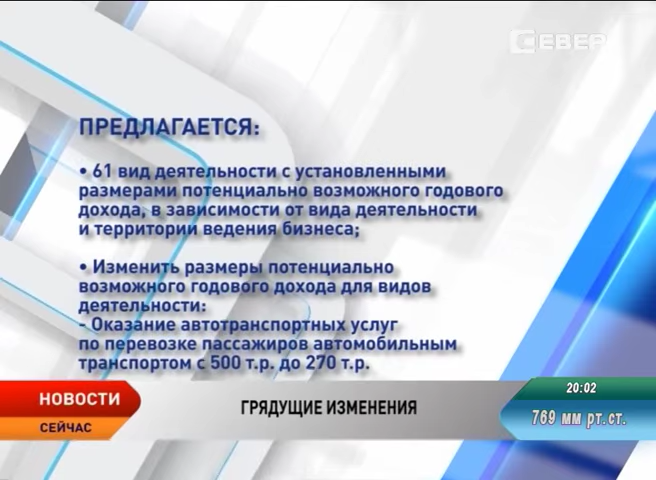 СЕВЕР
ПРЕДЛАГАЕТСЯ:
• 61 вид деятельности с установленными
размерами потенциально возможного годового
дохода, в зависимости от вида деятельности
и территории ведения бизнеса;
• Изменить размеры потенциально
возможного годового дохода для видов
деятельности:
- Оказание автотранспортных услуг
по перевозке пассажиров автомобильным
транспортом с 500 т.р. до 270 т.р.
НОВОСТИ
СЕЙЧАС
ГРЯДУЩИЕ ИЗМЕНЕНИЯ
20:02
769 мм рт.ст.